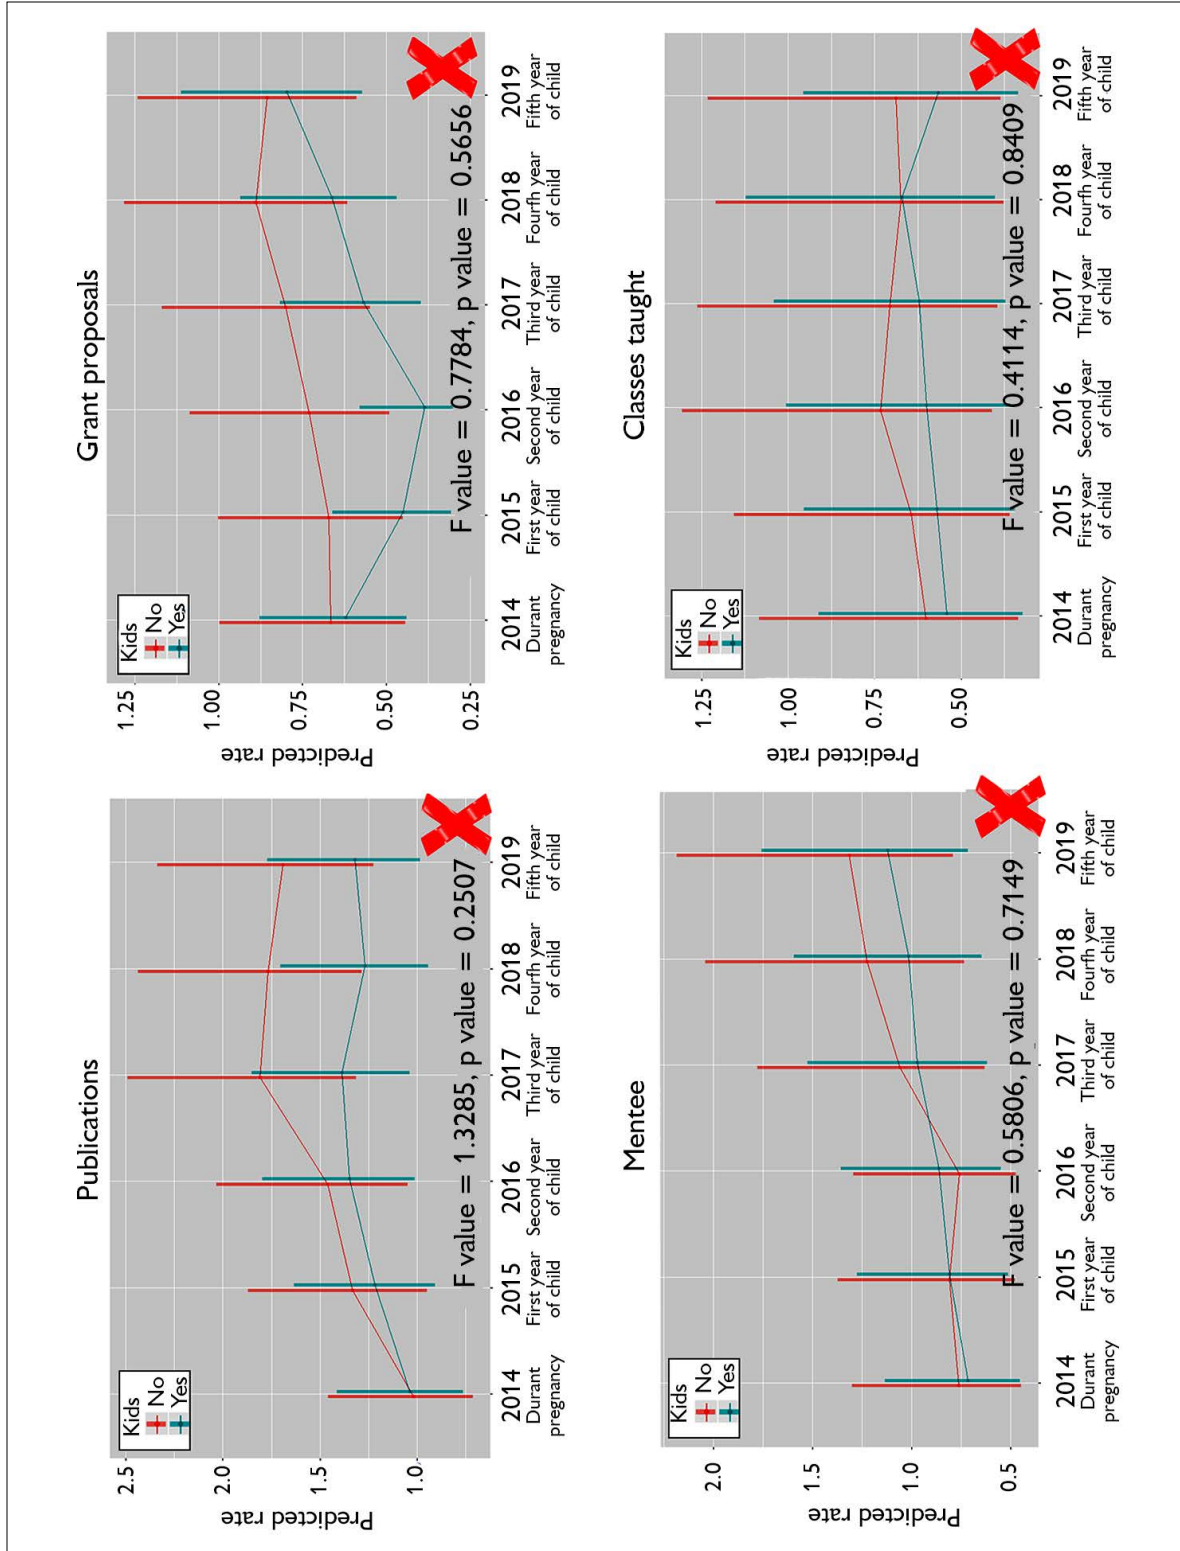 Publications
Kids
No
Yes
Predicted rate
2.5
2.0
1.5
1.0
F value = 1.3285, p value = 0.2507
2014 2015 2016 2017 2018 2019
Durant First year Second year Third year Fourfh year Fifth year
pregnancy of child of child of child of child of child
Grant proposals
Kids
No
Yes
Predicted rate
1.25
1.00
0.75
0.50
0.25
F value = 0.7784, p value = 0.5656
2014 2015 2016 2017 2018 2019
Durant First year Second year Third year Fourfh year Fifth year
pregnancy of child of child of child of child of child
Mentee
Kids
No
Yes
Predicted rate
2.0
1.5
1.0
0.5
F value = 0.5806, p value = 0.7149
2014 2015 2016 2017 2018 2019
Durant First year Second year Third year Fourfh year Fifth year
pregnancy of child of child of child of child of child
Classes taught
Kids
No
Yes
Predicted rate
1.25
1.00
0.75
0.50
F value = 0.4114, p value = 0.8409
2014 2015 2016 2017 2018 2019
Durant First year Second year Third year Fourfh year Fifth year
pregnancy of child of child of child of child of child